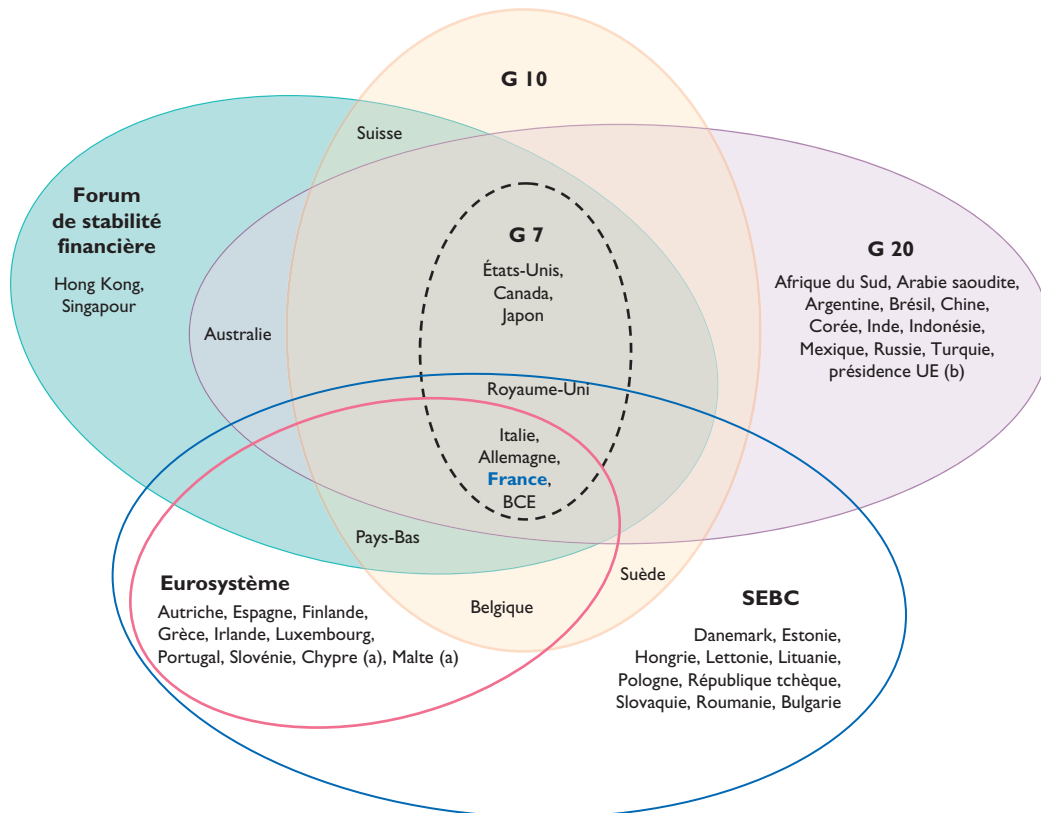 G 10
Suisse
Forum
de stabilité
financière
Hong Kong,
Singapour
G 7
États-Unis,
Canada,
Japon
G 20
Afrique du Sud, Arabie saoudite,
Argentine, Brésil, Chine,
Corée, Inde, Indonésie,
Mexique, Russie, Turquie,
présidence UE (b)
Australie
Royaume-Uni
Italie,
Allemagne,
France,
BCE
Pays-Bas
Suède
Belgique
Eurosystème
Autriche, Espagne, Finlande,
Grèce, Irlande, Luxembourg,
Portugal, Slovénie, Chypre (a), Malte (a)
SEBC
Danemark, Estonie,
Hongrie, Lettonie, Lituanie,
Pologne, République tchèque,
Slovaquie, Roumanie, Bulgarie